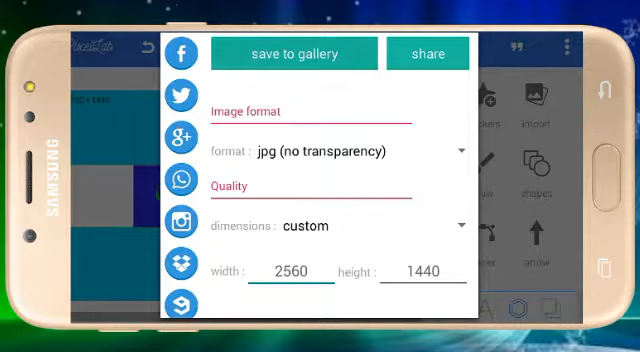 PixelLab
save to gallery
share
Image format
format : jpg (no transparency)
Quality
dimensions : custom
width : 2560 height : 1440
import
shapes
arrow
SAMSUNG